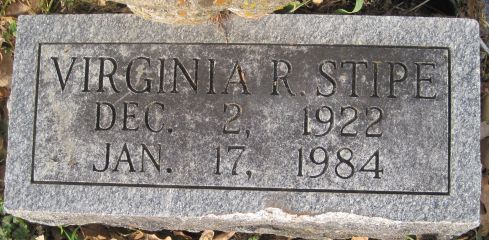 VIRGINIA R. STIPE
DEC. 2, 1922
JAN. 17, 1984